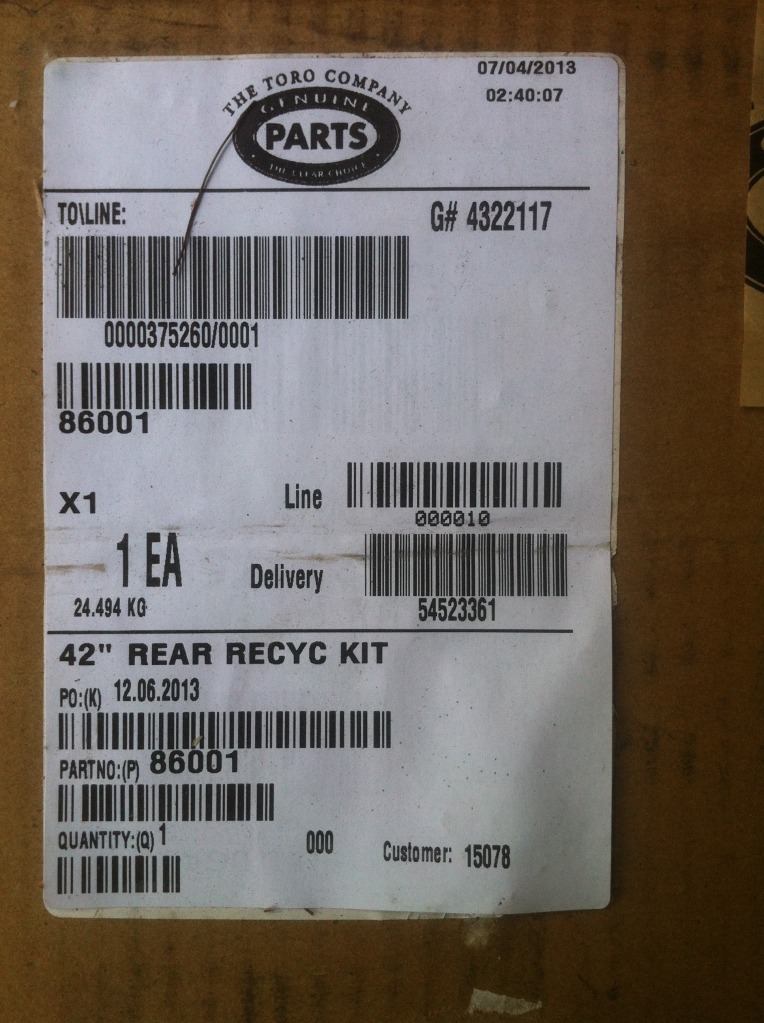 07/04/2013
02:40:07
THE TORO COMPANY
GENUINE
PARTS
THE CLEAR CHOICE
TO\LINE:
G# 4322117
0000375260/0001
86001
X1
Line
000010
1 EA
Delivery
24.494 KG
54523361
42" REAR RECYC KIT
PO:(K) 12.06.2013
PARTNO:(P) 86001
QUANTITY:(Q) 1
000
Customer: 15078